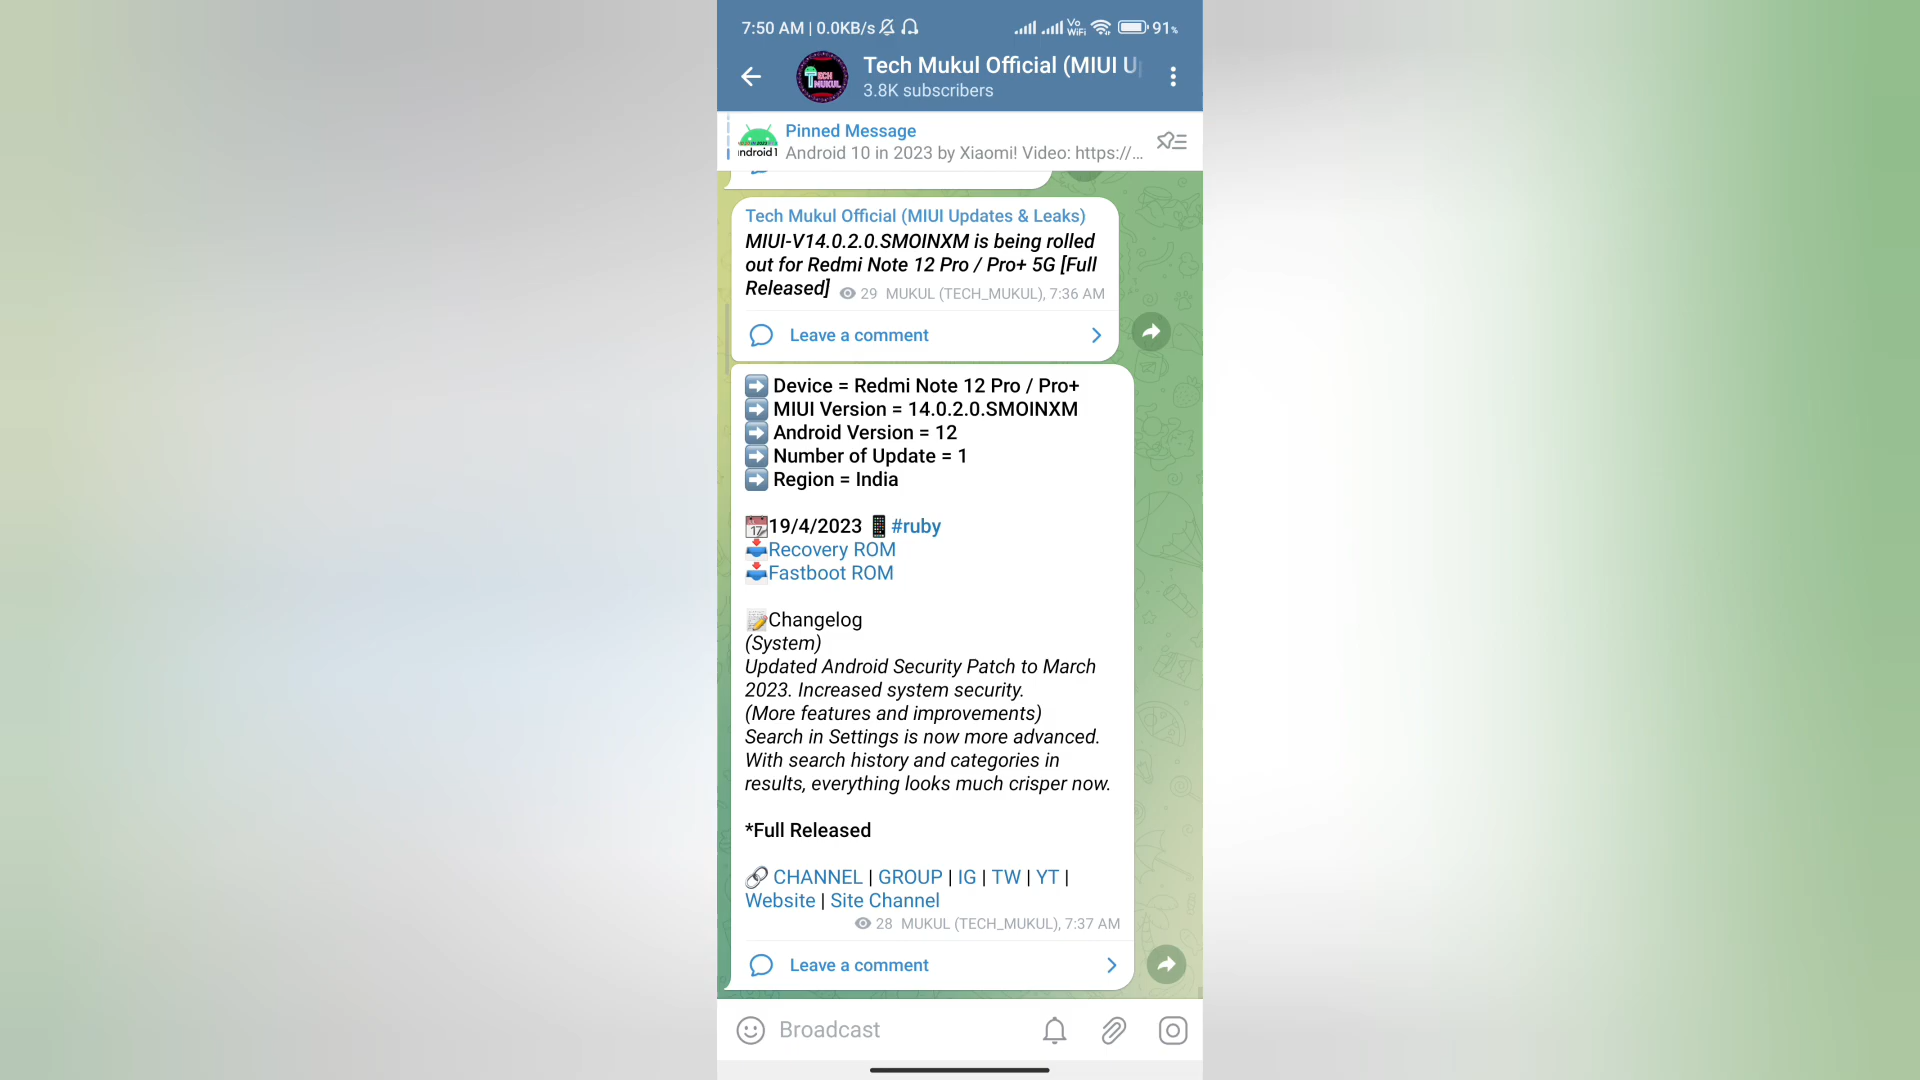 7:50 AM | 0.0KB/s
Vo
WiFi
91%
TECH
MUKUL
Tech Mukul Official (MIUI U
3.8K subscribers
Pinned Message
Android 10 in 2023 by Xiaomi! Video: https://...
android1
Tech Mukul Official (MIUI Updates & Leaks)
MIUI-V14.0.2.0.SMOINXM is being rolled
out for Redmi Note 12 Pro / Pro+ 5G [Full
Released] 29 MUKUL (TECH_MUKUL), 7:36 AM
Leave a comment
➡️ Device = Redmi Note 12 Pro / Pro+
➡️ MIUI Version = 14.0.2.0.SMOINXM
➡️ Android Version = 12
➡️ Number of Update = 1
➡️ Region = India
📅19/4/2023 📱#ruby
📥Recovery ROM
📥Fastboot ROM
📝Changelog
(System)
Updated Android Security Patch to March
2023. Increased system security.
(More features and improvements)
Search in Settings is now more advanced.
With search history and categories in
results, everything looks much crisper now.
*Full Released
🔗 CHANNEL | GROUP | IG | TW | YT |
Website | Site Channel
28 MUKUL (TECH_MUKUL), 7:37 AM
Leave a comment
Broadcast